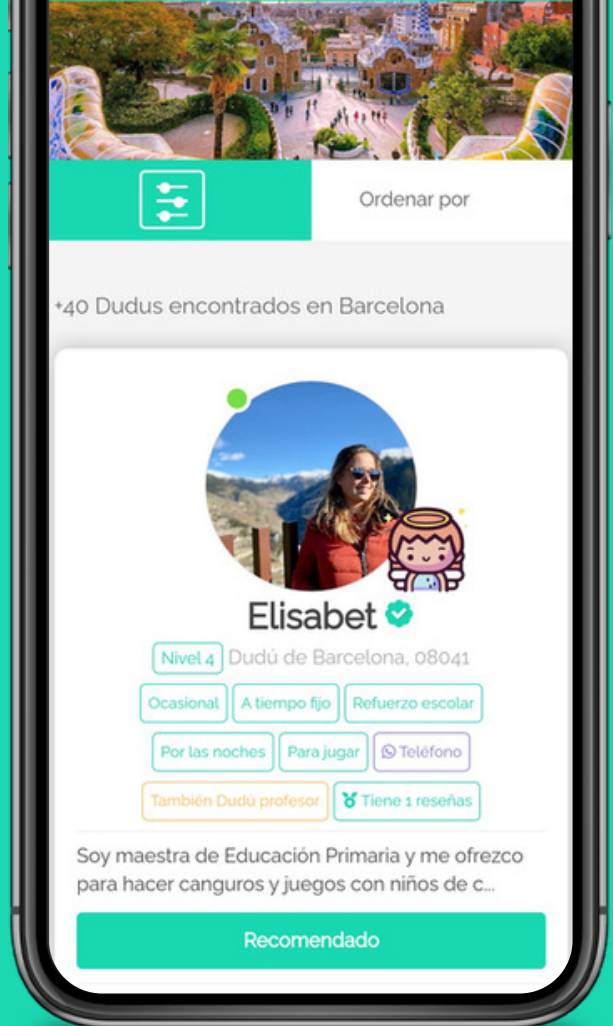 Ordenar por
+40 Dudus encontrados en Barcelona
Elisabet
Nivel 4 Dudú de Barcelona, 08041
Ocasional A tiempo fijo Refuerzo escolar
Por las noches Para jugar Teléfono
También Dudú profesor Tiene 1 reseñas
Soy maestra de Educación Primaria y me ofrezco
para hacer canguros y juegos con niños de c...
Recomendado